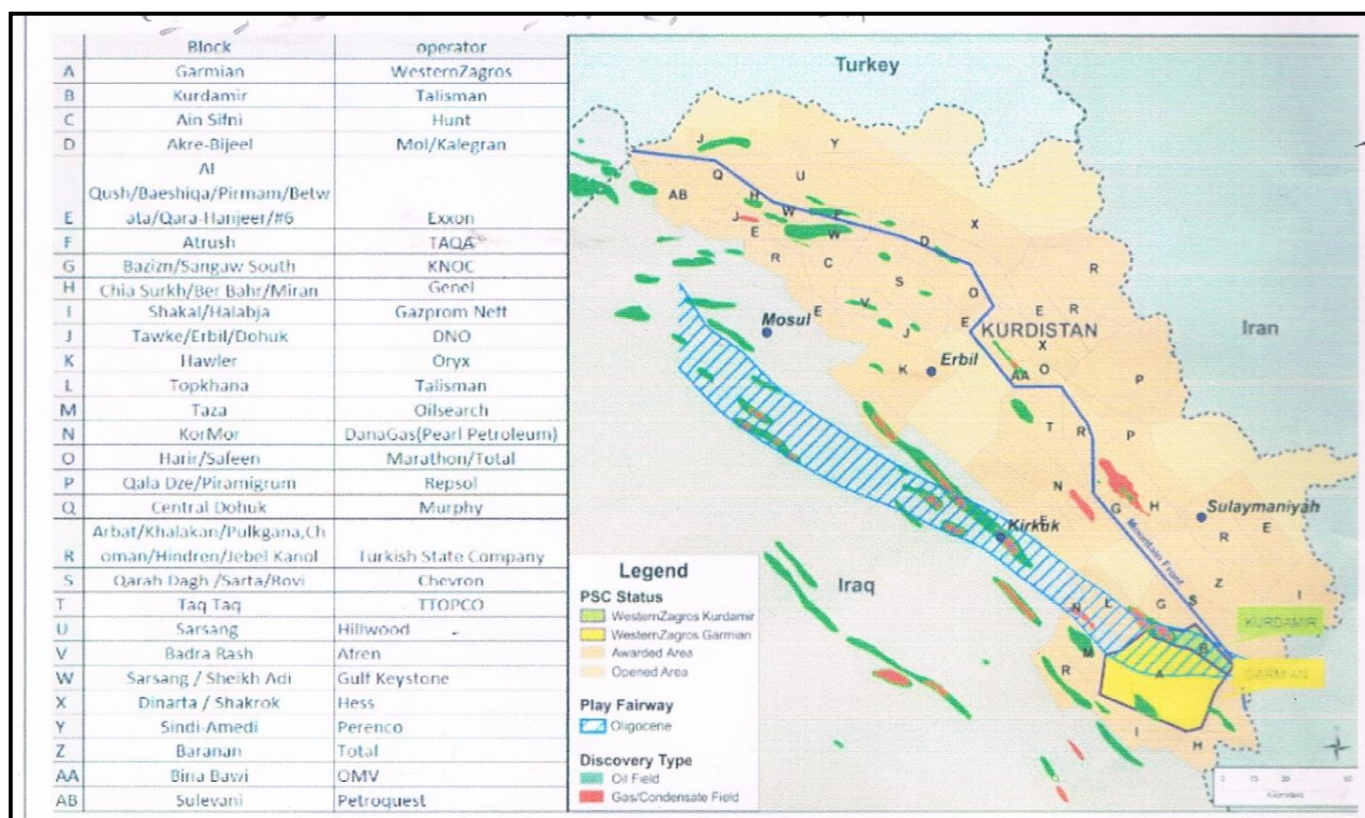 Block operator
A Garmian WesternZagros
B Kurdamir Talisman
C Ain Sifni Hunt
D Akre-Bijeel Mol/Kalegran
Al
Qush/Baeshiqa/Pirmam/Betw
E ata/Qara-Hanjeer/#6 Exxon
F Atrush TAQA
G Bazizn/Sangaw South KNOC
H Chia Surkh/Ber Bahr/Miran Genel
I Shakal/Halabja Gazprom Neft
J Tawke/Erbil/Dohuk DNO
K Hawler Oryx
L Topkhana Talisman
M Taza Oilsearch
N KorMor DanaGas(Pearl Petroleum)
O Harir/Safeen Marathon/Total
P Qala Dze/Piramigrum Repsol
Q Central Dohuk Murphy
Arbat/Khalakan/Pulkgana,Ch
R oman/Hindren/Jebel Kanol Turkish State Company
S Qarah Dagh /Sarta/Rovi Chevron
T Taq Taq TTOPCO
U Sarsang Hillwood
V Badra Rash Afren
W Sarsang / Sheikh Adi Gulf Keystone
X Dinarta / Shakrok Hess
Y Sindi-Amedi Perenco
Z Baranan Total
AA Bina Bawi OMV
AB Sulevani Petroquest
Turkey
J Y
Q U
AB H
J W F X
E W D
R C R
S
O
V E E R
Mosul J KURDISTAN Iran
X
K Erbil AA O P
T R P
N G H Sulaymaniyah
E R E
Kirkuk
Mountain Front
Iraq Z
N L G S I
KURDAMIR
M B
R A GARMIAN
I H
Legend
PSC Status
WesternZagros Kurdamir
WesternZagros Garmian
Awarded Area
Opened Area
Play Fairway
Oligocene
Discovery Type
Oil Field
Gas/Condensate Field
Kilometers